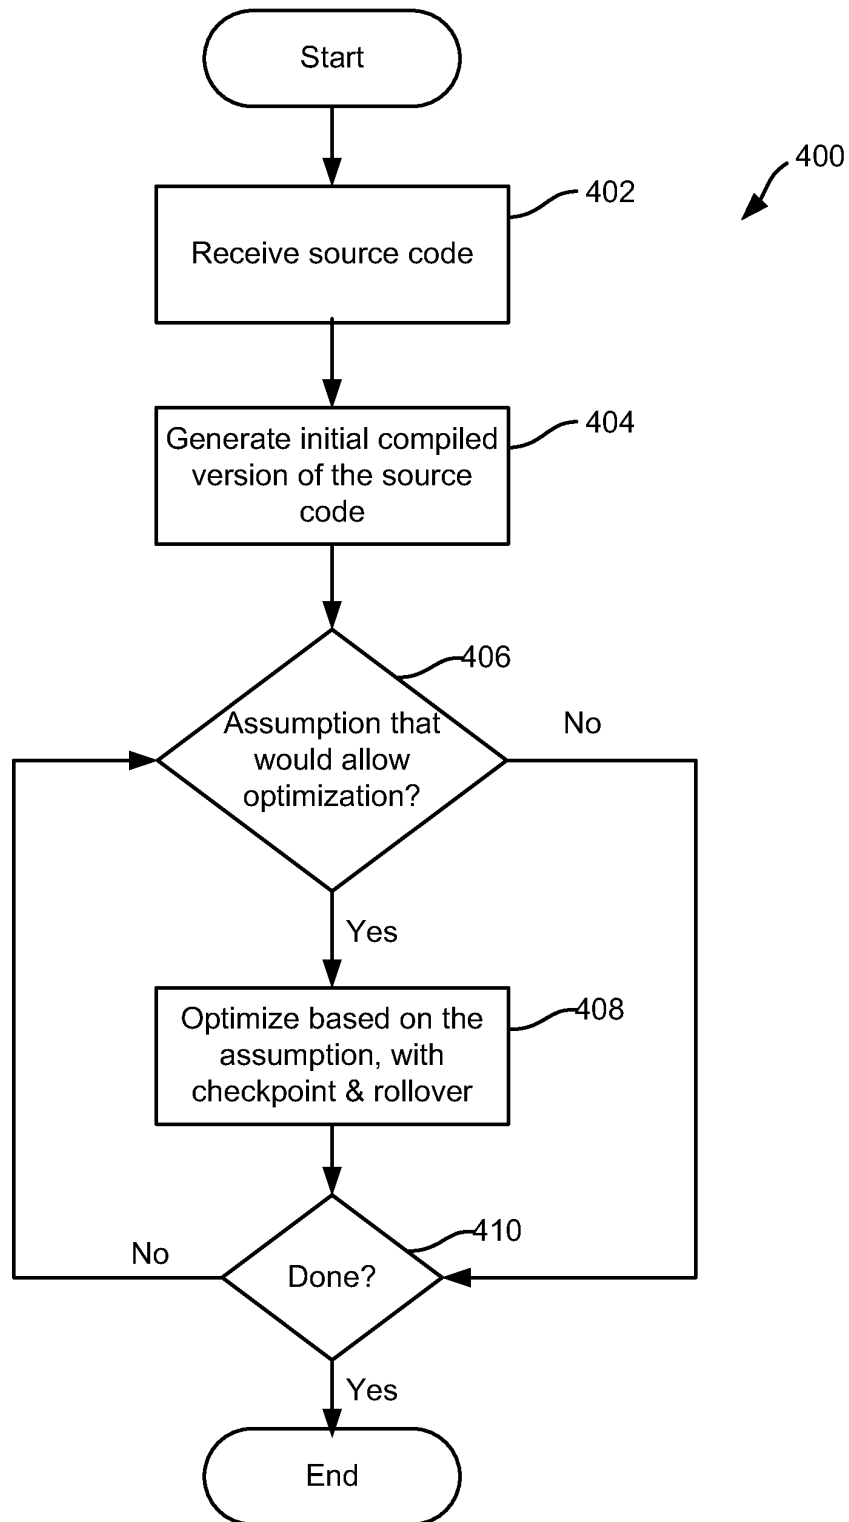 Start
400
402
Receive source code
404
Generate initial compiled
version of the source
code
406
Assumption that
would allow
optimization?
No
Yes
408
Optimize based on the
assumption, with
checkpoint & rollover
410
No
Done?
Yes
End